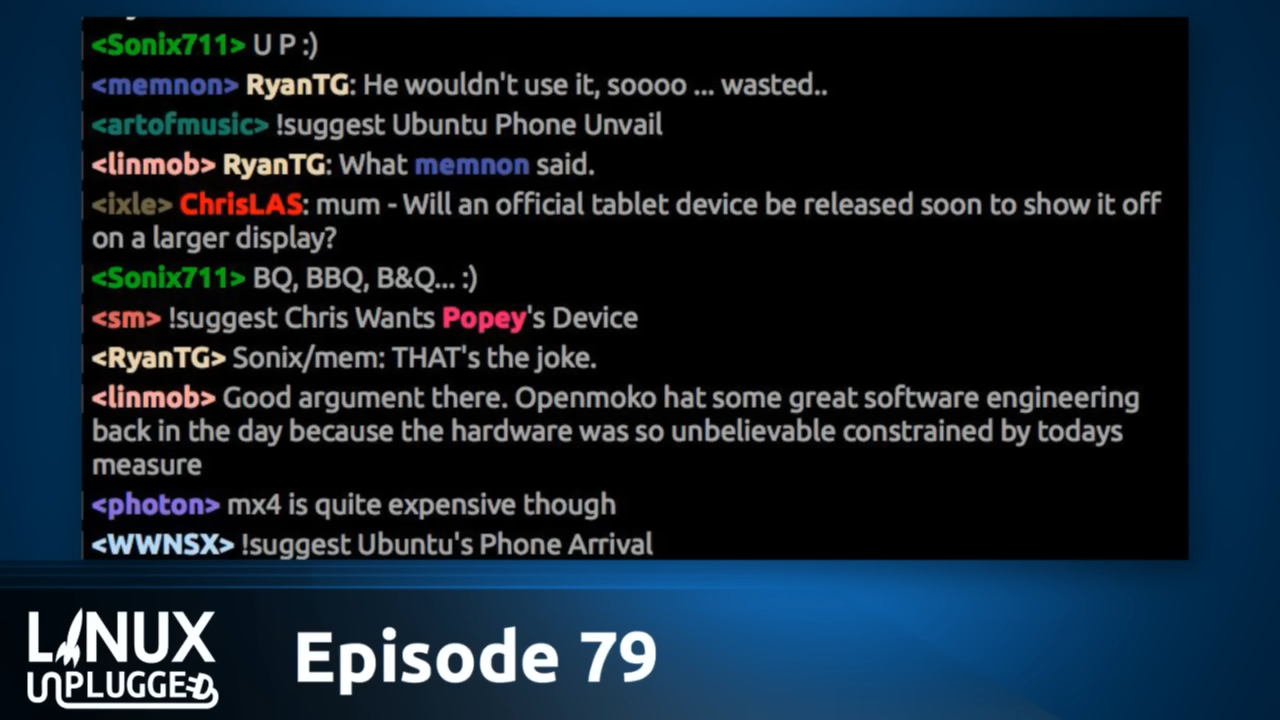 <Sonix711> U P :)
<memnon> RyanTG: He wouldn't use it, soooo ... wasted..
<artofmusic> !suggest Ubuntu Phone Unvail
<linmob> RyanTG: What memnon said.
<ixle> ChrisLAS: mum - Will an official tablet device be released soon to show it off
on a larger display?
<Sonix711> BQ, BBQ, B&Q... :)
<sm> !suggest Chris Wants Popey's Device
<RyanTG> Sonix/mem: THAT's the joke.
<linmob> Good argument there. Openmoko hat some great software engineering
back in the day because the hardware was so unbelievable constrained by todays
measure
<photon> mx4 is quite expensive though
<WWNSX> !suggest Ubuntu's Phone Arrival
LINUX
UNPLUGGED
Episode 79